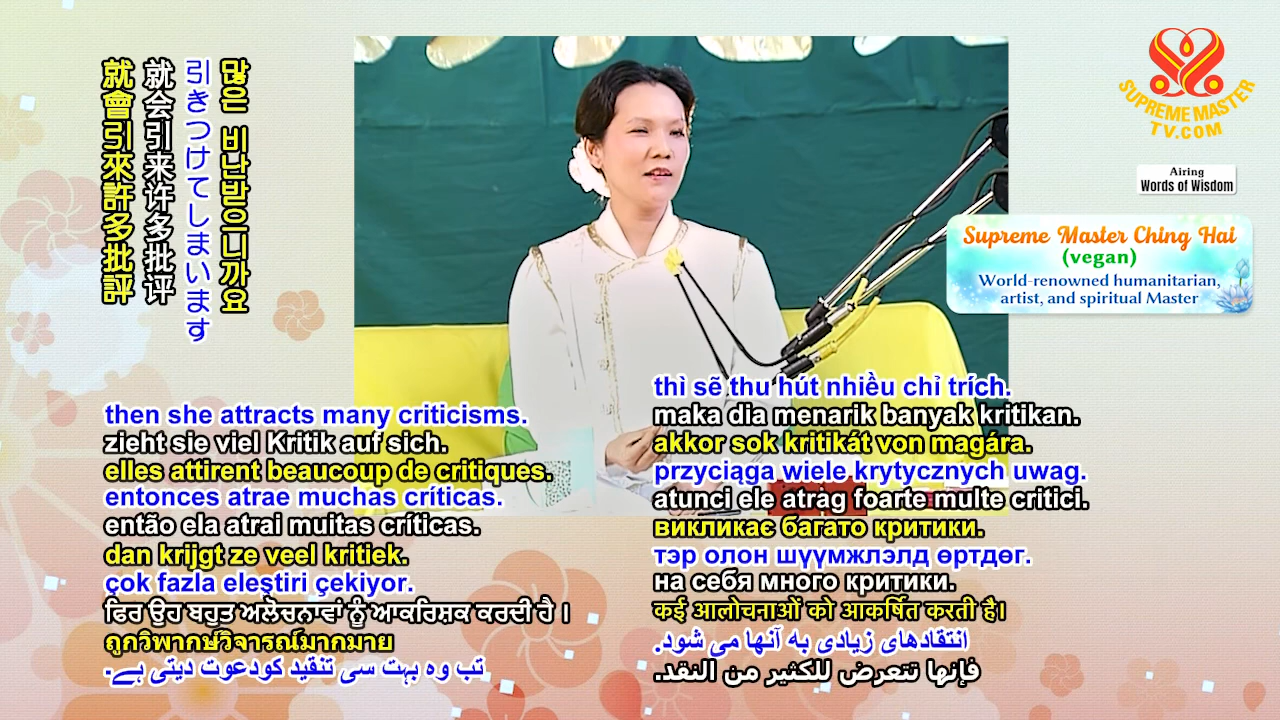 많은 비난받으니까요
引きつけてしまいます
就会引来许多批评
就會引來許多批評
SUPREME MASTER
TV.COM
Airing
Words of Wisdom
Supreme Master Ching Hai
(vegan)
World-renowned humanitarian,
artist, and spiritual Master
then she attracts many criticisms.
zieht sie viel Kritik auf sich.
elles attirent beaucoup de critiques.
entonces atrae muchas críticas.
então ela atrai muitas críticas.
dan krijgt ze veel kritiek.
çok fazla eleştiri çekiyor.
ਫਿਰ ਉਹ ਬਹੁਤ ਅਲੋਚਨਾਵਾਂ ਨੂੰ ਆਕਰਿਸ਼ਕ ਕਰਦੀ ਹੈ।
ถูกวิพากษ์วิจารณ์มากมาย
تب وہ بہت سی تنقید کودعوت دیتی ہے۔
thì sẽ thu hút nhiều chỉ trích.
maka dia menarik banyak kritikan.
akkor sok kritikát von magára.
przyciąga wiele krytycznych uwag.
atunci ele atrag foarte multe critici.
викликає багато критики.
тэр олон шүүмжлэлд өртдөг.
на себя много критики.
कई आलोचनाओं को आकर्षित करती है।
انتقادهای زیادی به آنها می شود.
فإنها تتعرض للكثير من النقد.